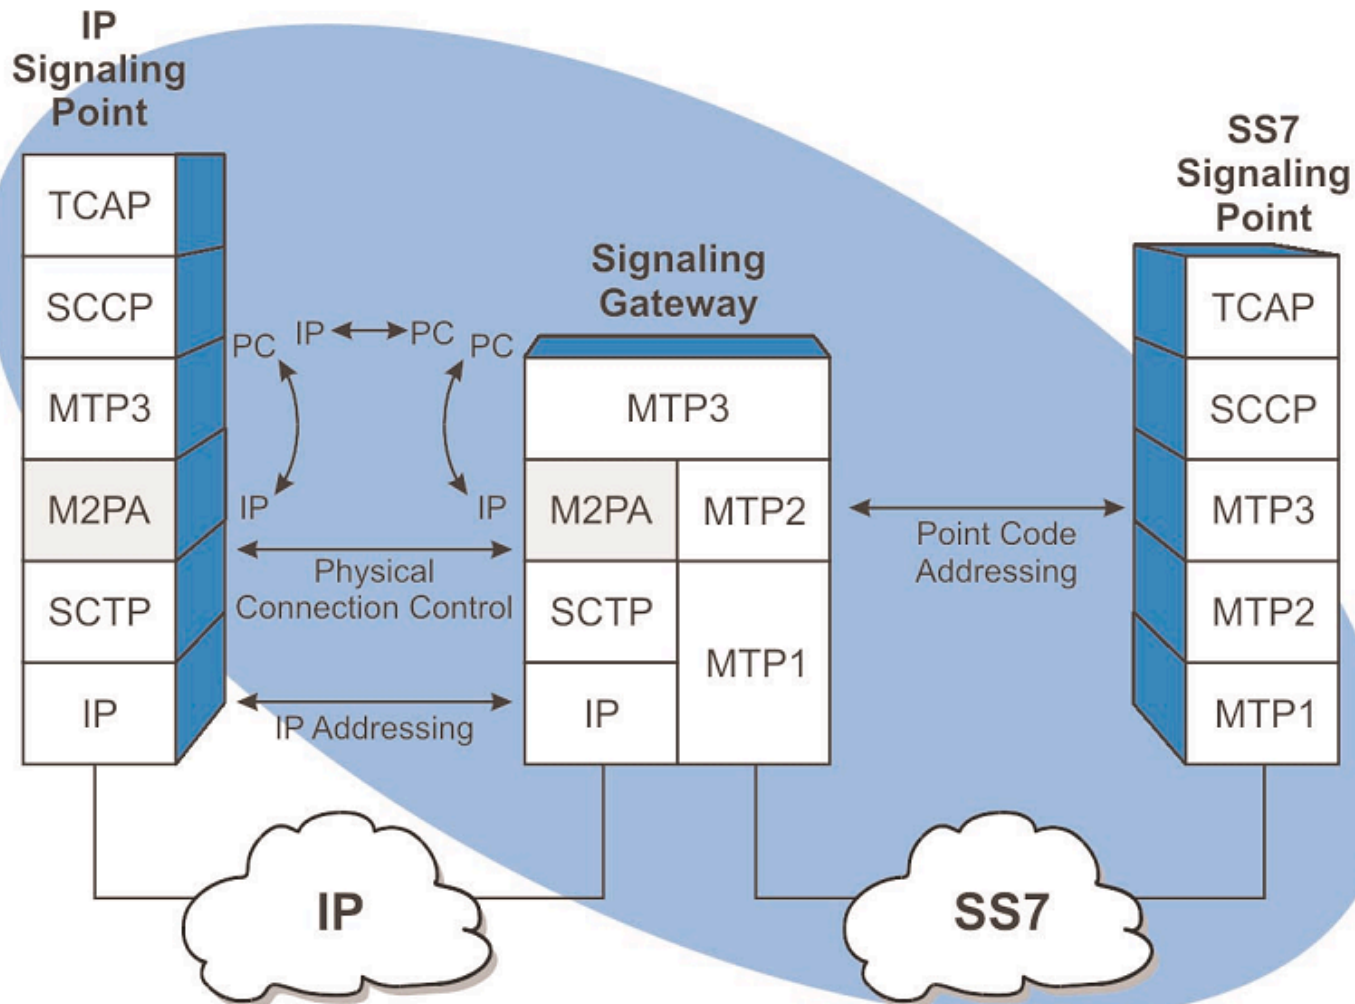 IP
Signaling
Point
TCAP
SCCP
MTP3
M2PA
SCTP
IP
PC
IP
PC
PC
IP
IP
Physical
Connection Control
IP Addressing
Signaling
Gateway
MTP3
M2PA
MTP2
SCTP
MTP1
IP
Point Code
Addressing
SS7
Signaling
Point
TCAP
SCCP
MTP3
MTP2
MTP1
IP
SS7